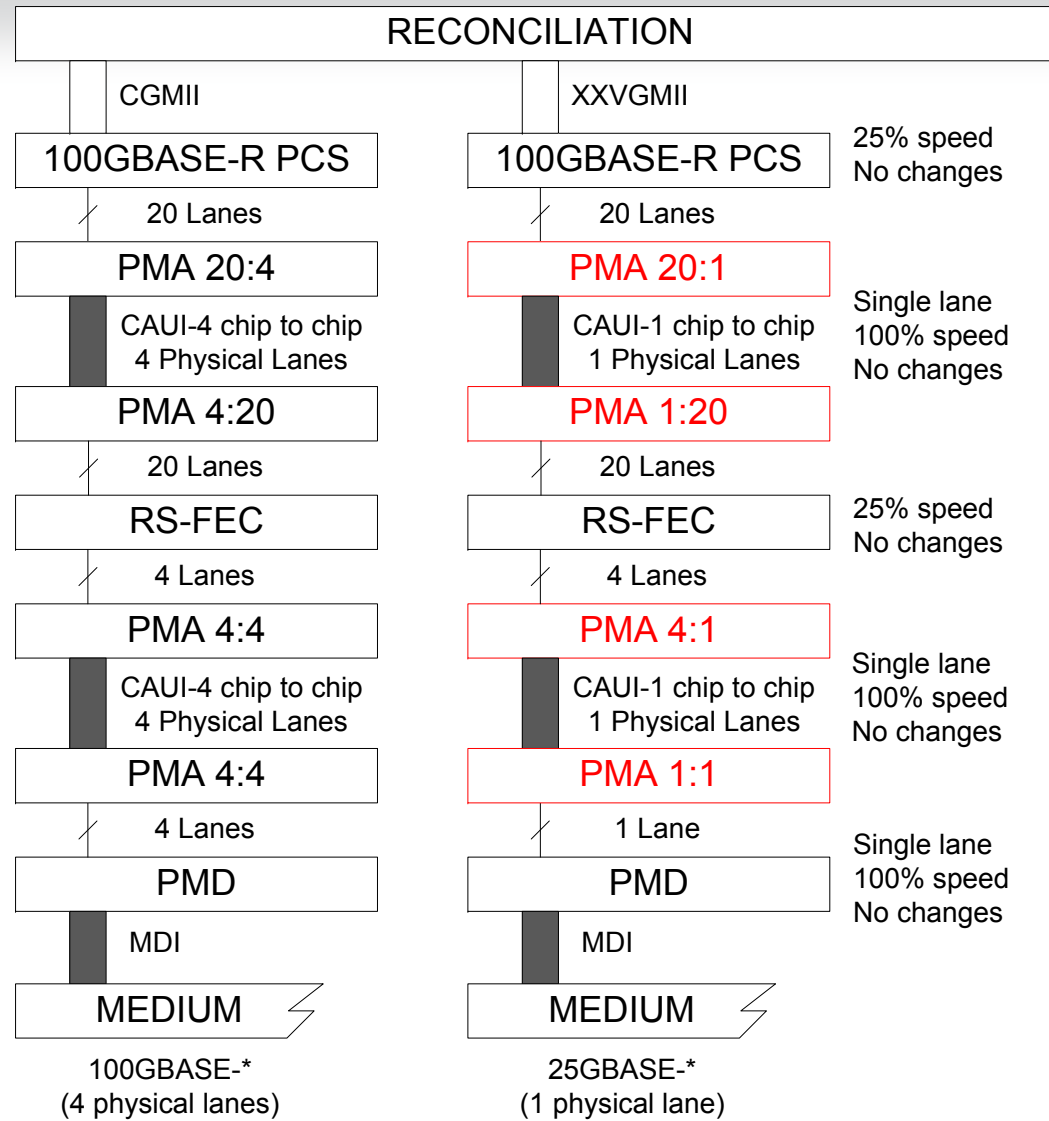 RECONCILIATION
CGMII
XXVGMII
100GBASE-R PCS
100GBASE-R PCS
25% speed
No changes
20 Lanes
20 Lanes
PMA 20:4
PMA 20:1
CAUI-4 chip to chip
4 Physical Lanes
CAUI-1 chip to chip
1 Physical Lanes
Single lane
100% speed
No changes
PMA 4:20
PMA 1:20
20 Lanes
20 Lanes
RS-FEC
RS-FEC
25% speed
No changes
4 Lanes
4 Lanes
PMA 4:4
PMA 4:1
CAUI-4 chip to chip
4 Physical Lanes
CAUI-1 chip to chip
1 Physical Lanes
Single lane
100% speed
No changes
PMA 4:4
PMA 1:1
4 Lanes
1 Lane
PMD
PMD
Single lane
100% speed
No changes
MDI
MDI
MEDIUM
MEDIUM
100GBASE-*
(4 physical lanes)
25GBASE-*
(1 physical lane)